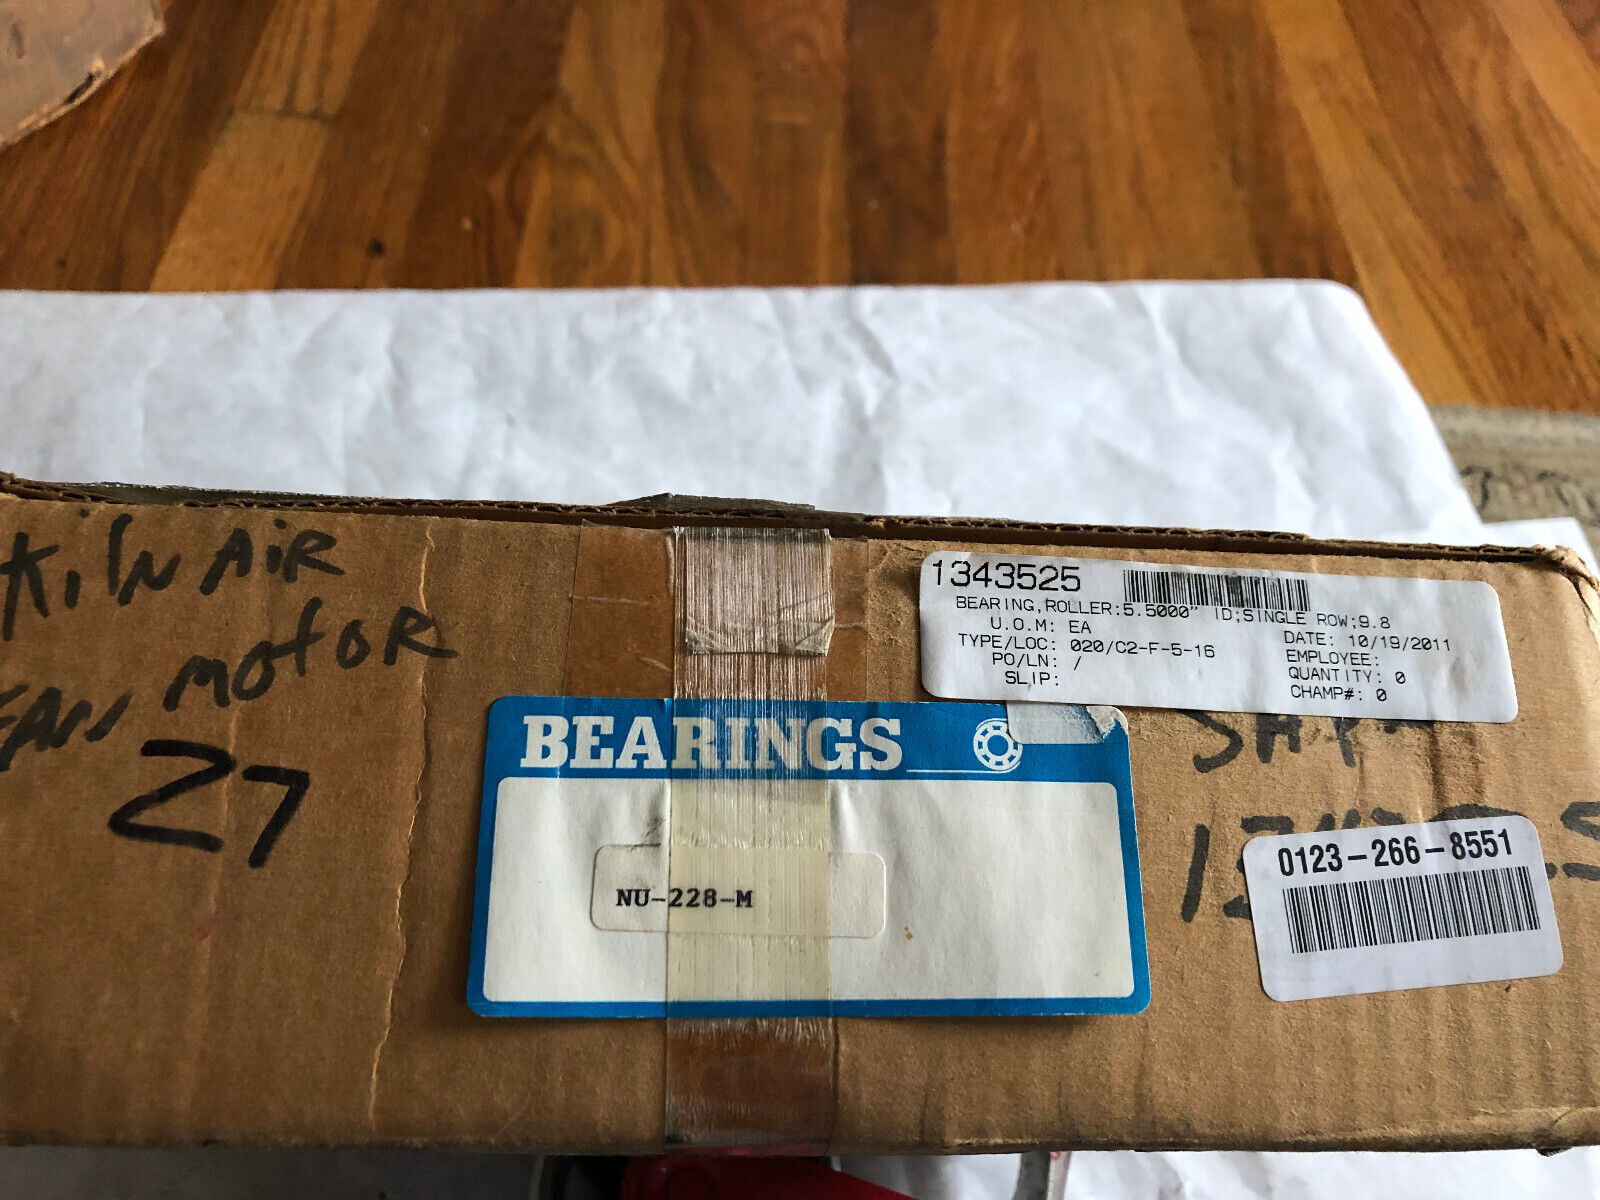 KilN AiR
FAN MotoR
27
1343525
BEARING,ROLLER:5.5000" ID;SINGLE ROW;9.8
U.O.M: EA
DATE: 10/19/2011
TYPE/LOC: 020/C2-F-5-16
EMPLOYEE:
PO/LN: /
QUANTITY: 0
SLIP:
CHAMP#: 0
BEARINGS
NU-228-M
SAP
0123-266-8551